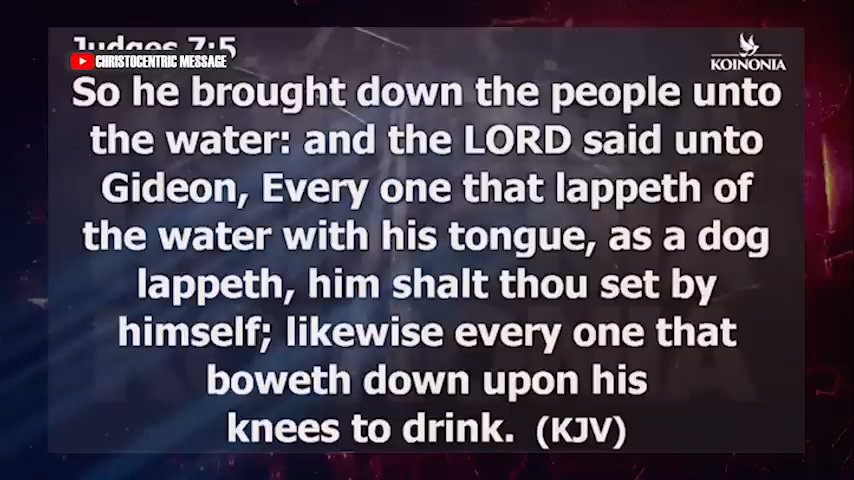 Judges 7:5
CHRISTOCENTRIC MESSAGE
KOINONIA
So he brought down the people unto
the water: and the LORD said unto
Gideon, Every one that lappeth of
the water with his tongue, as a dog
lappeth, him shalt thou set by
himself; likewise every one that
boweth down upon his
knees to drink. (KJV)